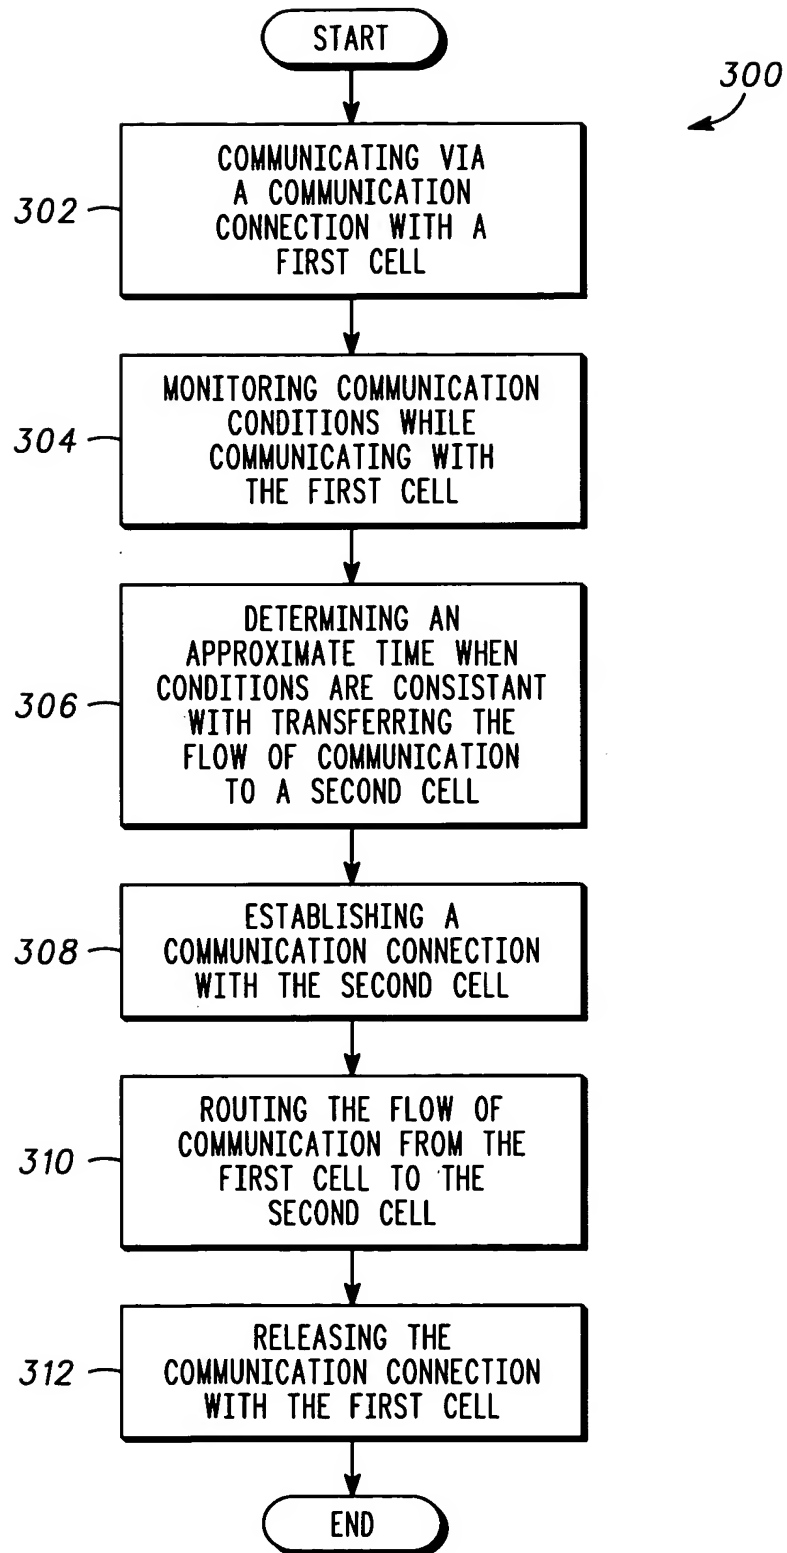 START
300
302
COMMUNICATING VIA
A COMMUNICATION
CONNECTION WITH A
FIRST CELL
304
MONITORING COMMUNICATION
CONDITIONS WHILE
COMMUNICATING WITH
THE FIRST CELL
306
DETERMINING AN
APPROXIMATE TIME WHEN
CONDITIONS ARE CONSISTANT
WITH TRANSFERRING THE
FLOW OF COMMUNICATION
TO A SECOND CELL
308
ESTABLISHING A
COMMUNICATION CONNECTION
WITH THE SECOND CELL
310
ROUTING THE FLOW OF
COMMUNICATION FROM THE
FIRST CELL TO THE
SECOND CELL
312
RELEASING THE
COMMUNICATION CONNECTION
WITH THE FIRST CELL
END